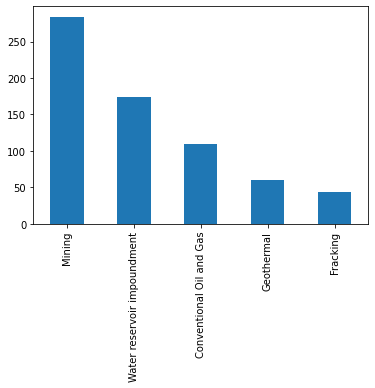 250
200
150
100
50
0
Mining
Water reservoir impoundment
Conventional Oil and Gas
Geothermal
Fracking